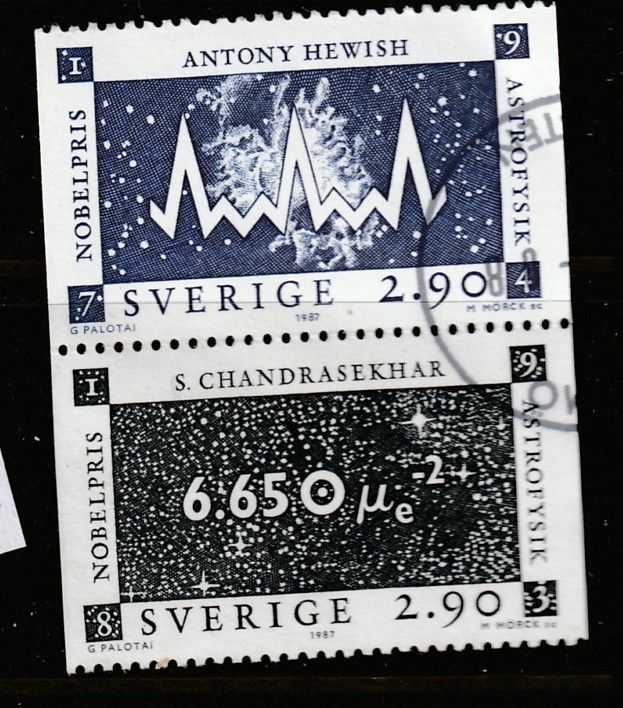 ANTONY HEWISH
1 9
NOBELPRIS
ASTROFYSIK
7 4
SVERIGE 2.90
G PALOTAI 1987 M MÖRCK sc
S. CHANDRASEKHAR
1 9
NOBELPRIS
ASTROFYSIK
6.65⊙μe-2
8 3
SVERIGE 2.90
G PALOTAI 1987 M MÖRCK sc